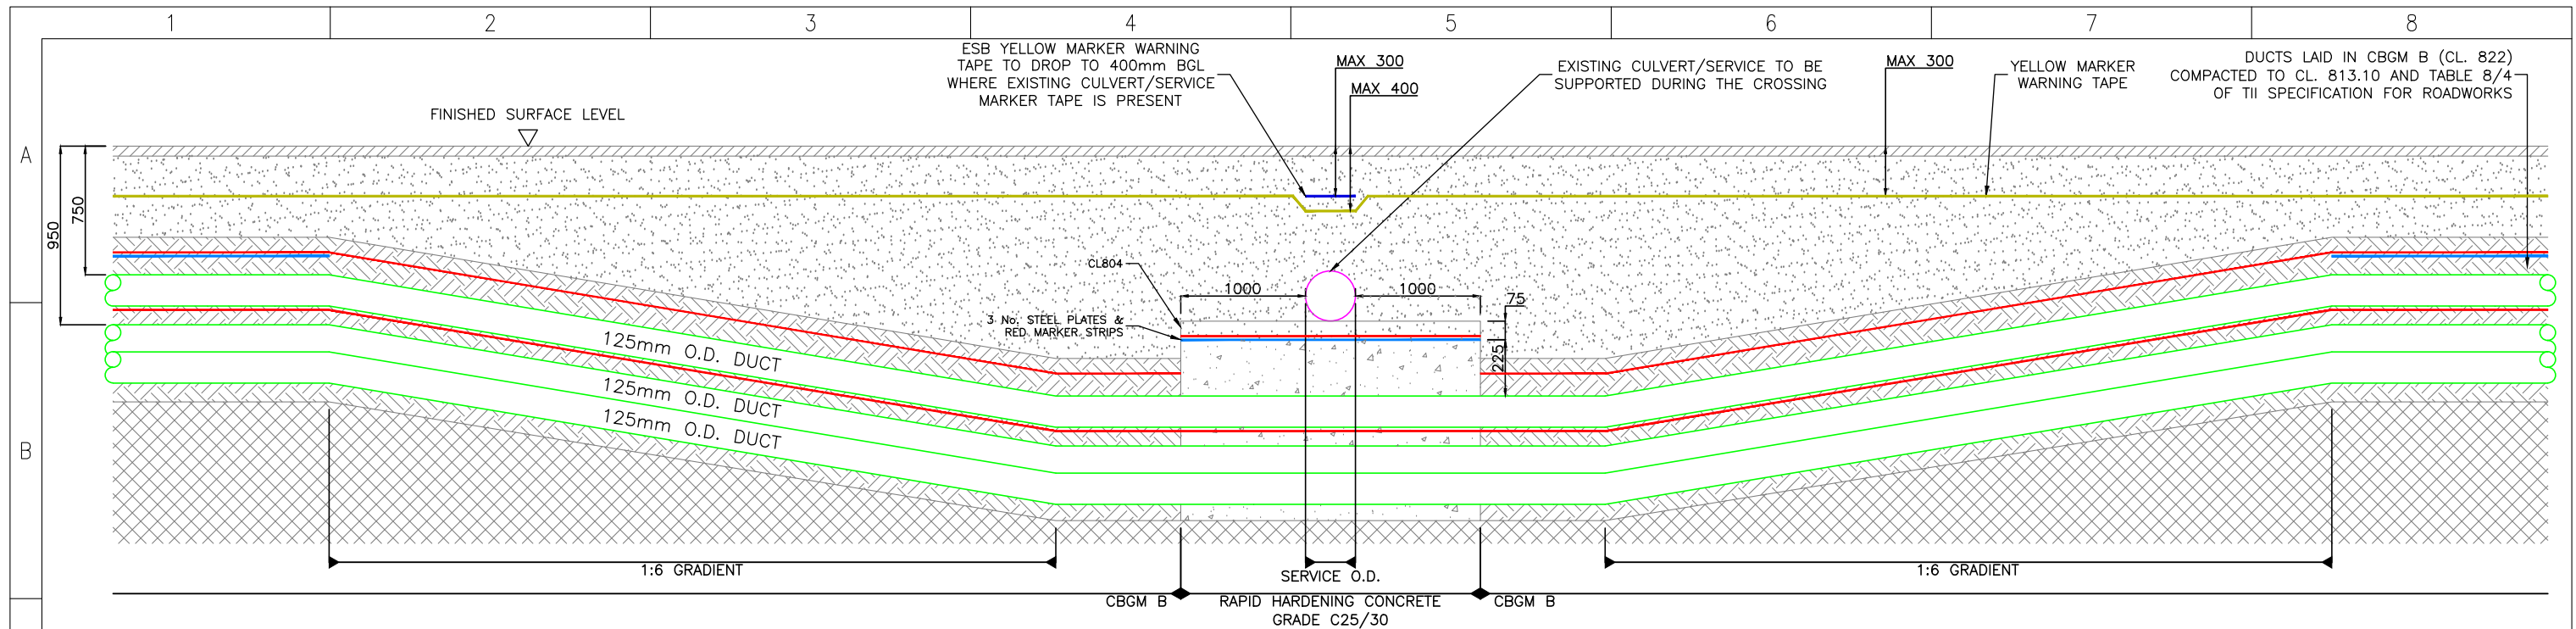 1 2 3 4 5 6 7 8
ESB YELLOW MARKER WARNING
TAPE TO DROP TO 400mm BGL
WHERE EXISTING CULVERT/SERVICE
MARKER TAPE IS PRESENT
MAX 300
MAX 400
EXISTING CULVERT/SERVICE TO BE
SUPPORTED DURING THE CROSSING
MAX 300
YELLOW MARKER
WARNING TAPE
DUCTS LAID IN CBGM B (CL. 822)
COMPACTED TO CL. 813.10 AND TABLE 8/4
OF TII SPECIFICATION FOR ROADWORKS
FINISHED SURFACE LEVEL
A
750
950
CL804
1000
1000
75
3 No. STEEL PLATES &
RED MARKER STRIPS
225
125mm O.D. DUCT
125mm O.D. DUCT
125mm O.D. DUCT
B
1:6 GRADIENT
SERVICE O.D.
1:6 GRADIENT
CBGM B
RAPID HARDENING CONCRETE
GRADE C25/30
CBGM B